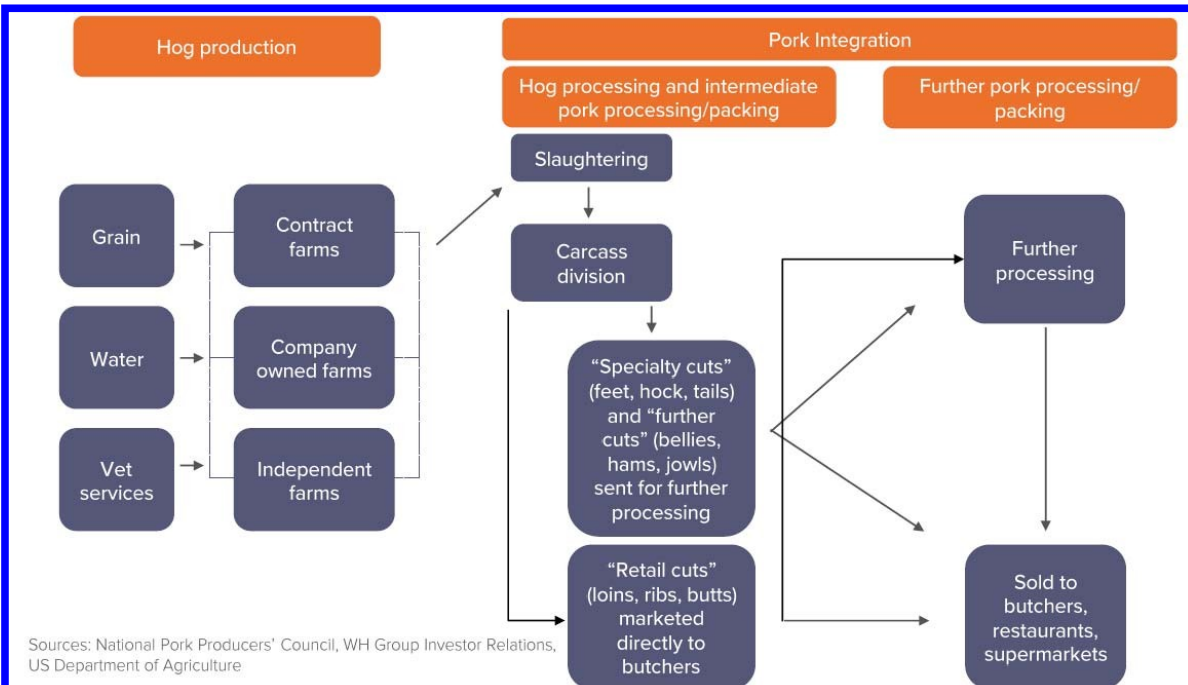 Hog production
Pork Integration
Hog processing and intermediate
pork processing/packing
Further pork processing/
packing
Slaughtering
Grain
Contract
farms
Carcass
division
Further
processing
Water
Company
owned farms
“Specialty cuts”
(feet, hock, tails)
and “further
cuts” (bellies,
hams, jowls)
sent for further
processing
Vet
services
Independent
farms
“Retail cuts”
(loins, ribs, butts)
marketed
directly to
butchers
Sold to
butchers,
restaurants,
supermarkets
Sources: National Pork Producers’ Council, WH Group Investor Relations,
US Department of Agriculture